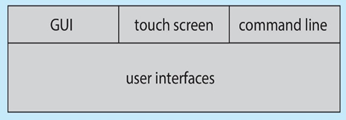 GUI touch screen command line
user interfaces